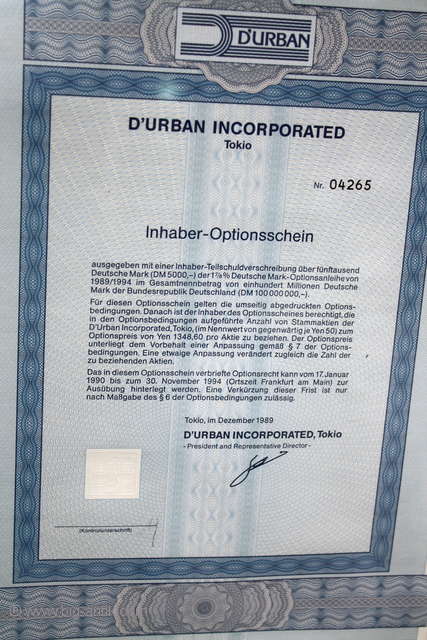 D'URBAN
D'URBAN INCORPORATED
Tokio
Nr. 04265
Inhaber-Optionsschein
ausgegeben mit einer Inhaber-Teilschuldverschreibung über fünftausend
Deutsche Mark (DM 5000,–) der 1⅞% Deutsche Mark-Optionsanleihe von
1989/1994 im Gesamtnennbetrag von einhundert Millionen Deutsche
Mark der Bundesrepublik Deutschland (DM 100 000 000,–).
Für diesen Optionsschein gelten die umseitig abgedruckten Options-
bedingungen. Danach ist der Inhaber des Optionsscheines berechtigt, die
in den Optionsbedingungen aufgeführte Anzahl von Stammaktien der
D'Urban Incorporated, Tokio, (im Nennwert von gegenwärtig je Yen 50) zum
Optionspreis von Yen 1348,60 pro Aktie zu beziehen. Der Optionspreis
unterliegt dem Vorbehalt einer Anpassung gemäß § 7 der Options-
bedingungen. Eine etwaige Anpassung verändert zugleich die Zahl der
zu beziehenden Aktien.
Das in diesem Optionsschein verbriefte Optionsrecht kann vom 17. Januar
1990 bis zum 30. November 1994 (Ortszeit Frankfurt am Main) zur
Ausübung hinterlegt werden. Eine Verkürzung dieser Frist ist nur
nach Maßgabe des § 6 der Optionsbedingungen zulässig.
Tokio, im Dezember 1989
D'URBAN INCORPORATED, Tokio
- President and Representative Director -
(Kontrollunterschrift)